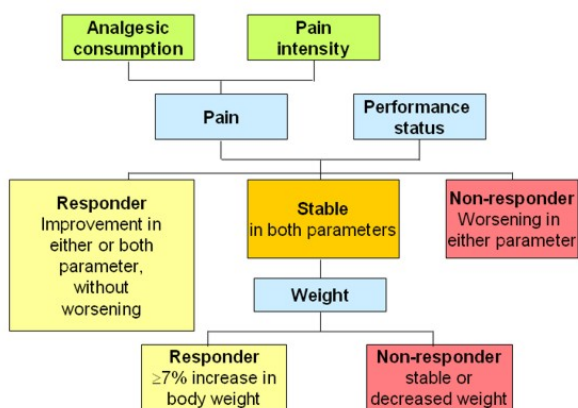 Analgesic
consumption
Pain
intensity
Pain
Performance
status
Responder
Improvement in
either or both
parameter,
without
worsening
Stable
in both parameters
Non-responder
Worsening in
either parameter
Weight
Responder
≥7% increase in
body weight
Non-responder
stable or
decreased weight